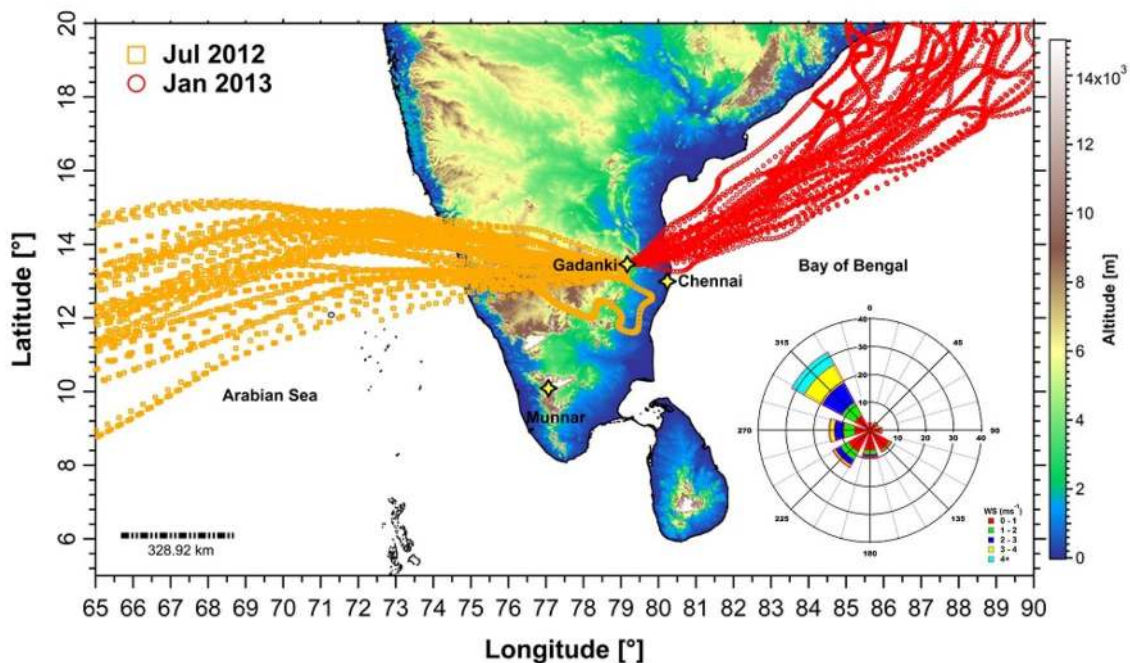 Jul 2012
Jan 2013
20
18
16
14
12
10
8
6
Latitude [°]
Gadanki
Chennai
Bay of Bengal
Arabian Sea
Munnar
328.92 km
0
45
90
135
180
225
270
315
40
30
20
10
10 20 30 40
WS (ms⁻¹)
0 - 1
1 - 2
2 - 3
3 - 4
4+
14x10³
12
10
8
6
4
2
0
Altitude [m]
65 66 67 68 69 70 71 72 73 74 75 76 77 78 79 80 81 82 83 84 85 86 87 88 89 90
Longitude [°]